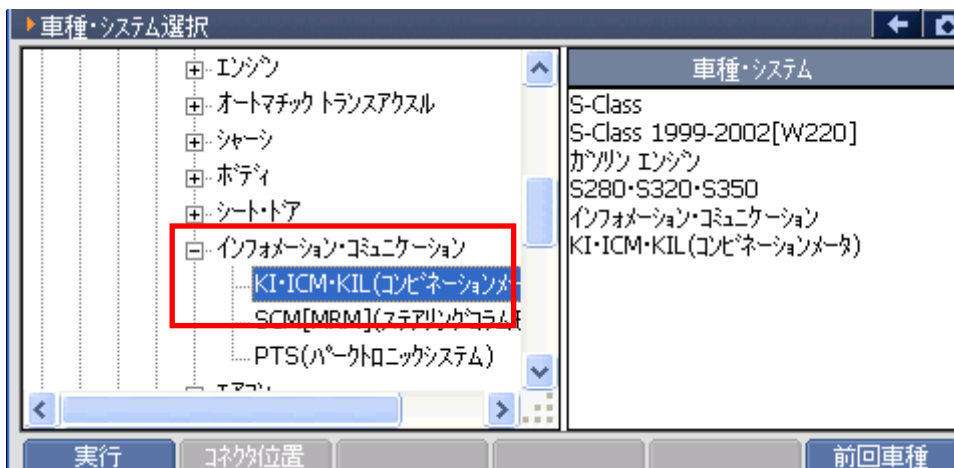 車種・システム選択
エンジン
オートマチック トランスアクスル
シャーシ
ボディ
シート・ドア
インフォメーション・コミュニケーション
KI・ICM・KIL(コンビネーションメー
SCM[MRM](ステアリングコラムモ
PTS(パークトロニックシステム)
エアコン
車種・システム
S-Class
S-Class 1999-2002[W220]
ガソリン エンジン
S280・S320・S350
インフォメーション・コミュニケーション
KI・ICM・KIL(コンビネーションメータ)
実行
コネクタ位置
前回車種